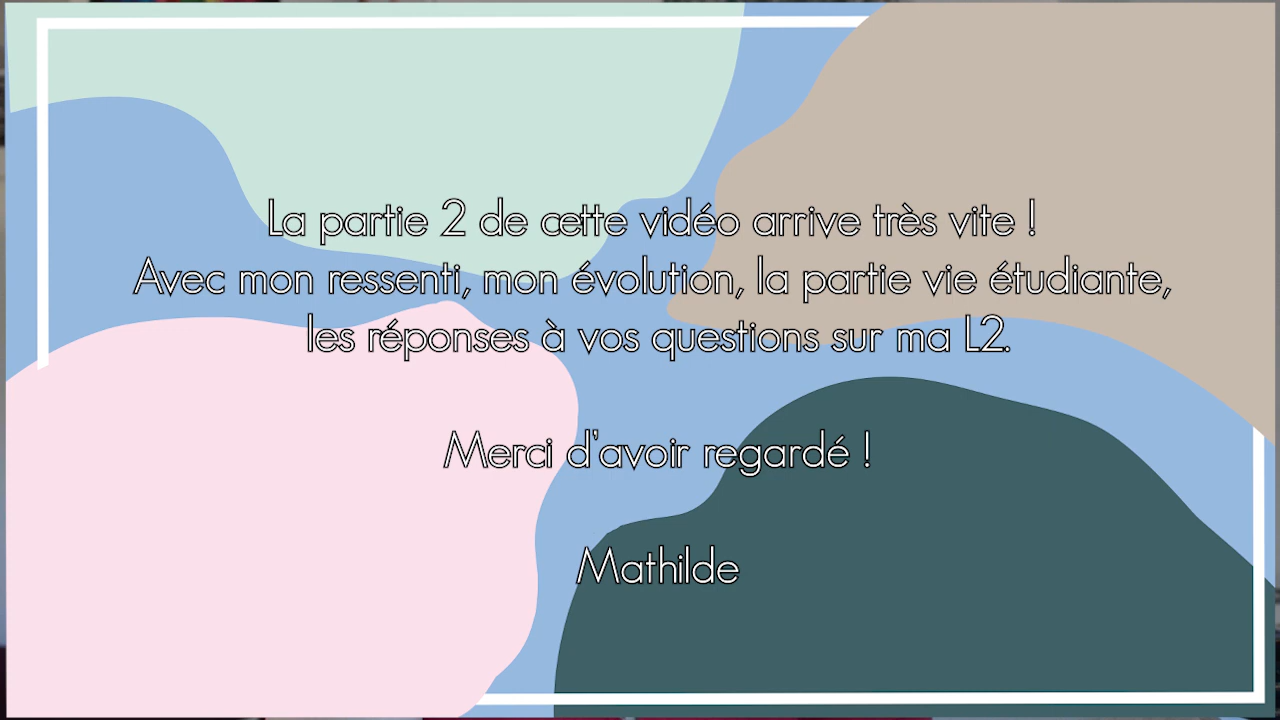 La partie 2 de cette vidéo arrive très vite !
Avec mon ressenti, mon évolution, la partie vie étudiante,
les réponses à vos questions sur ma L2.
Merci d'avoir regardé !
Mathilde